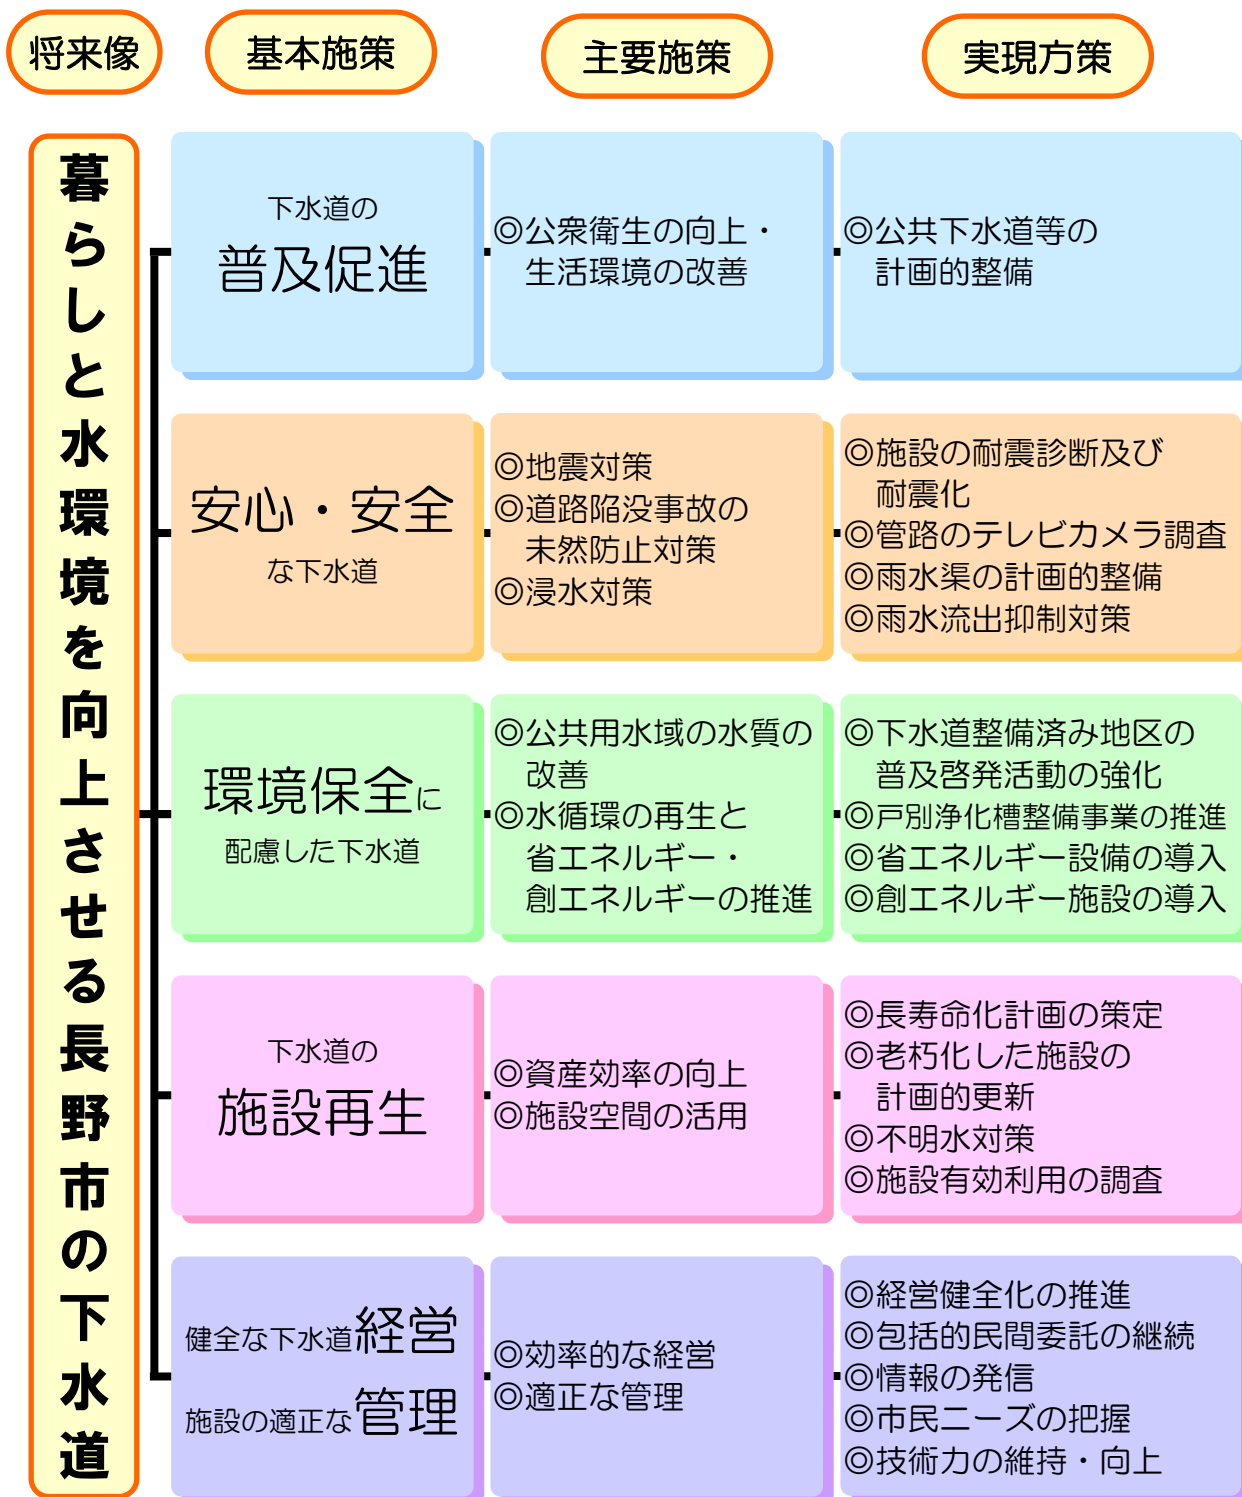 将来像
基本施策
主要施策
実現方策
暮らしと水環境を向上させる長野市の下水道
下水道の
普及促進
◎公衆衛生の向上・
生活環境の改善
◎公共下水道等の
計画的整備
安心・安全
な下水道
◎地震対策
◎道路陥没事故の
未然防止対策
◎浸水対策
◎施設の耐震診断及び
耐震化
◎管路のテレビカメラ調査
◎雨水渠の計画的整備
◎雨水流出抑制対策
環境保全に
配慮した下水道
◎公共用水域の水質の
改善
◎水循環の再生と
省エネルギー・
創エネルギーの推進
◎下水道整備済み地区の
普及啓発活動の強化
◎戸別浄化槽整備事業の推進
◎省エネルギー設備の導入
◎創エネルギー施設の導入
下水道の
施設再生
◎資産効率の向上
◎施設空間の活用
◎長寿命化計画の策定
◎老朽化した施設の
計画的更新
◎不明水対策
◎施設有効利用の調査
健全な下水道経営
施設の適正な管理
◎効率的な経営
◎適正な管理
◎経営健全化の推進
◎包括的民間委託の継続
◎情報の発信
◎市民ニーズの把握
◎技術力の維持・向上